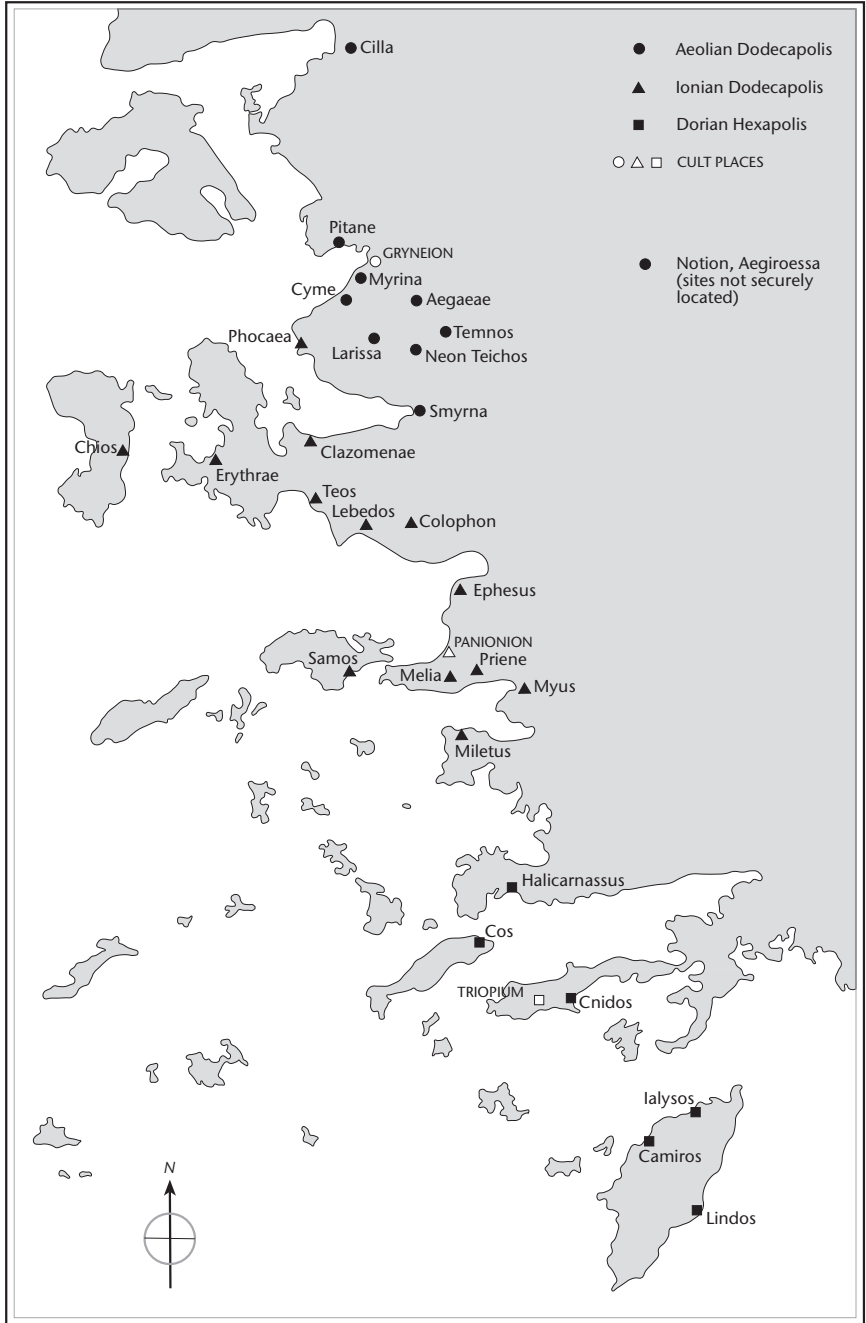 Cilla
Aeolian Dodecapolis
Ionian Dodecapolis
Dorian Hexapolis
CULT PLACES
Pitane
GRYNEION
Notion, Aegiroessa
(sites not securely
located)
Myrina
Cyme
Aegaeae
Temnos
Phocaea
Larissa
Neon Teichos
Smyrna
Chios
Clazomenae
Erythrae
Teos
Lebedos
Colophon
Ephesus
PANIONION
Samos
Priene
Melia
Myus
Miletus
Halicarnassus
Cos
TRIOPIUM
Cnidos
Ialysos
Camiros
N
Lindos